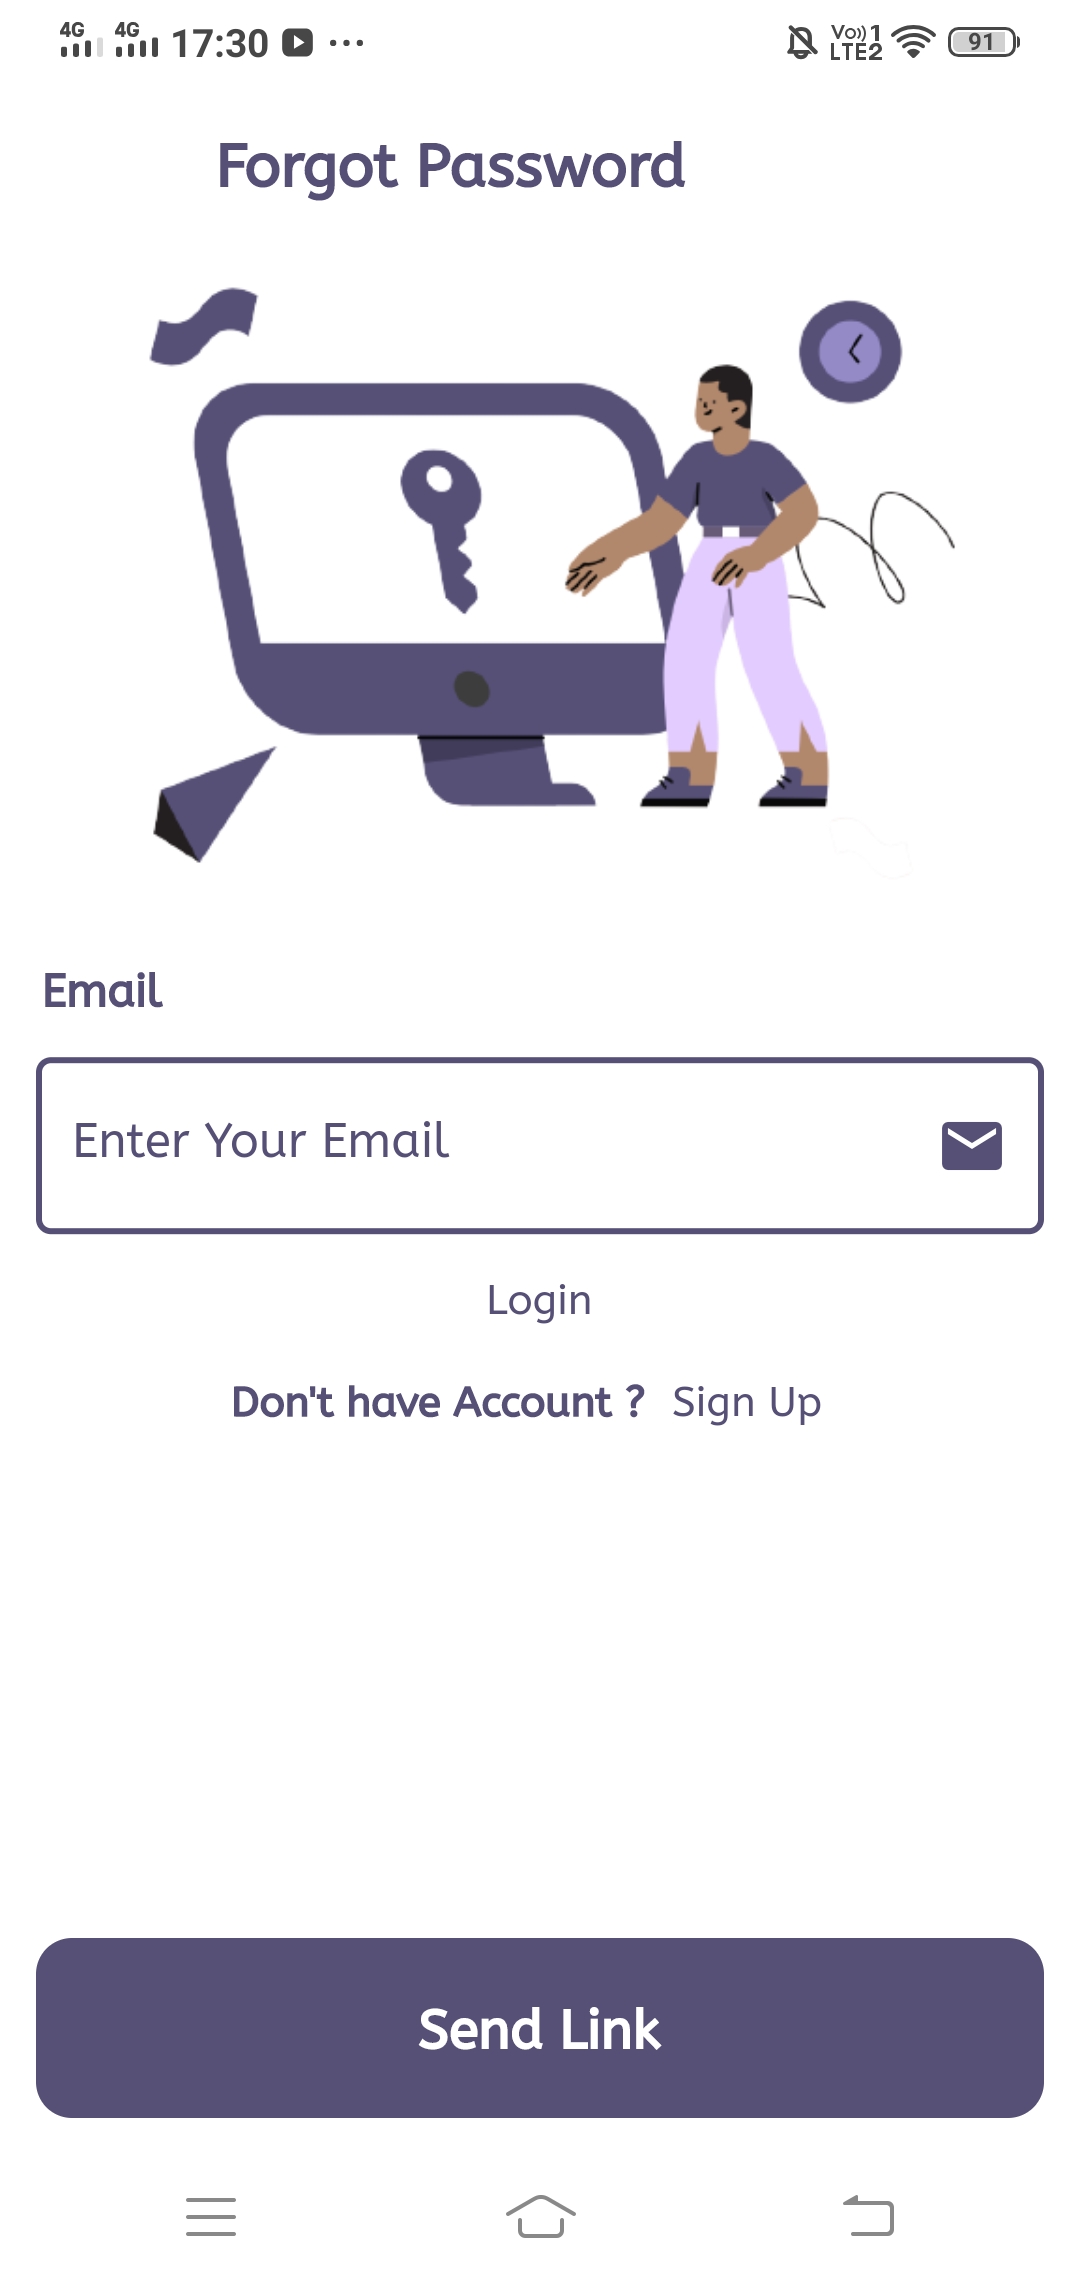 4G 4G 17:30 Vo)) 1 LTE2 91
Forgot Password
Email
Enter Your Email
Login
Don't have Account ? Sign Up
Send Link